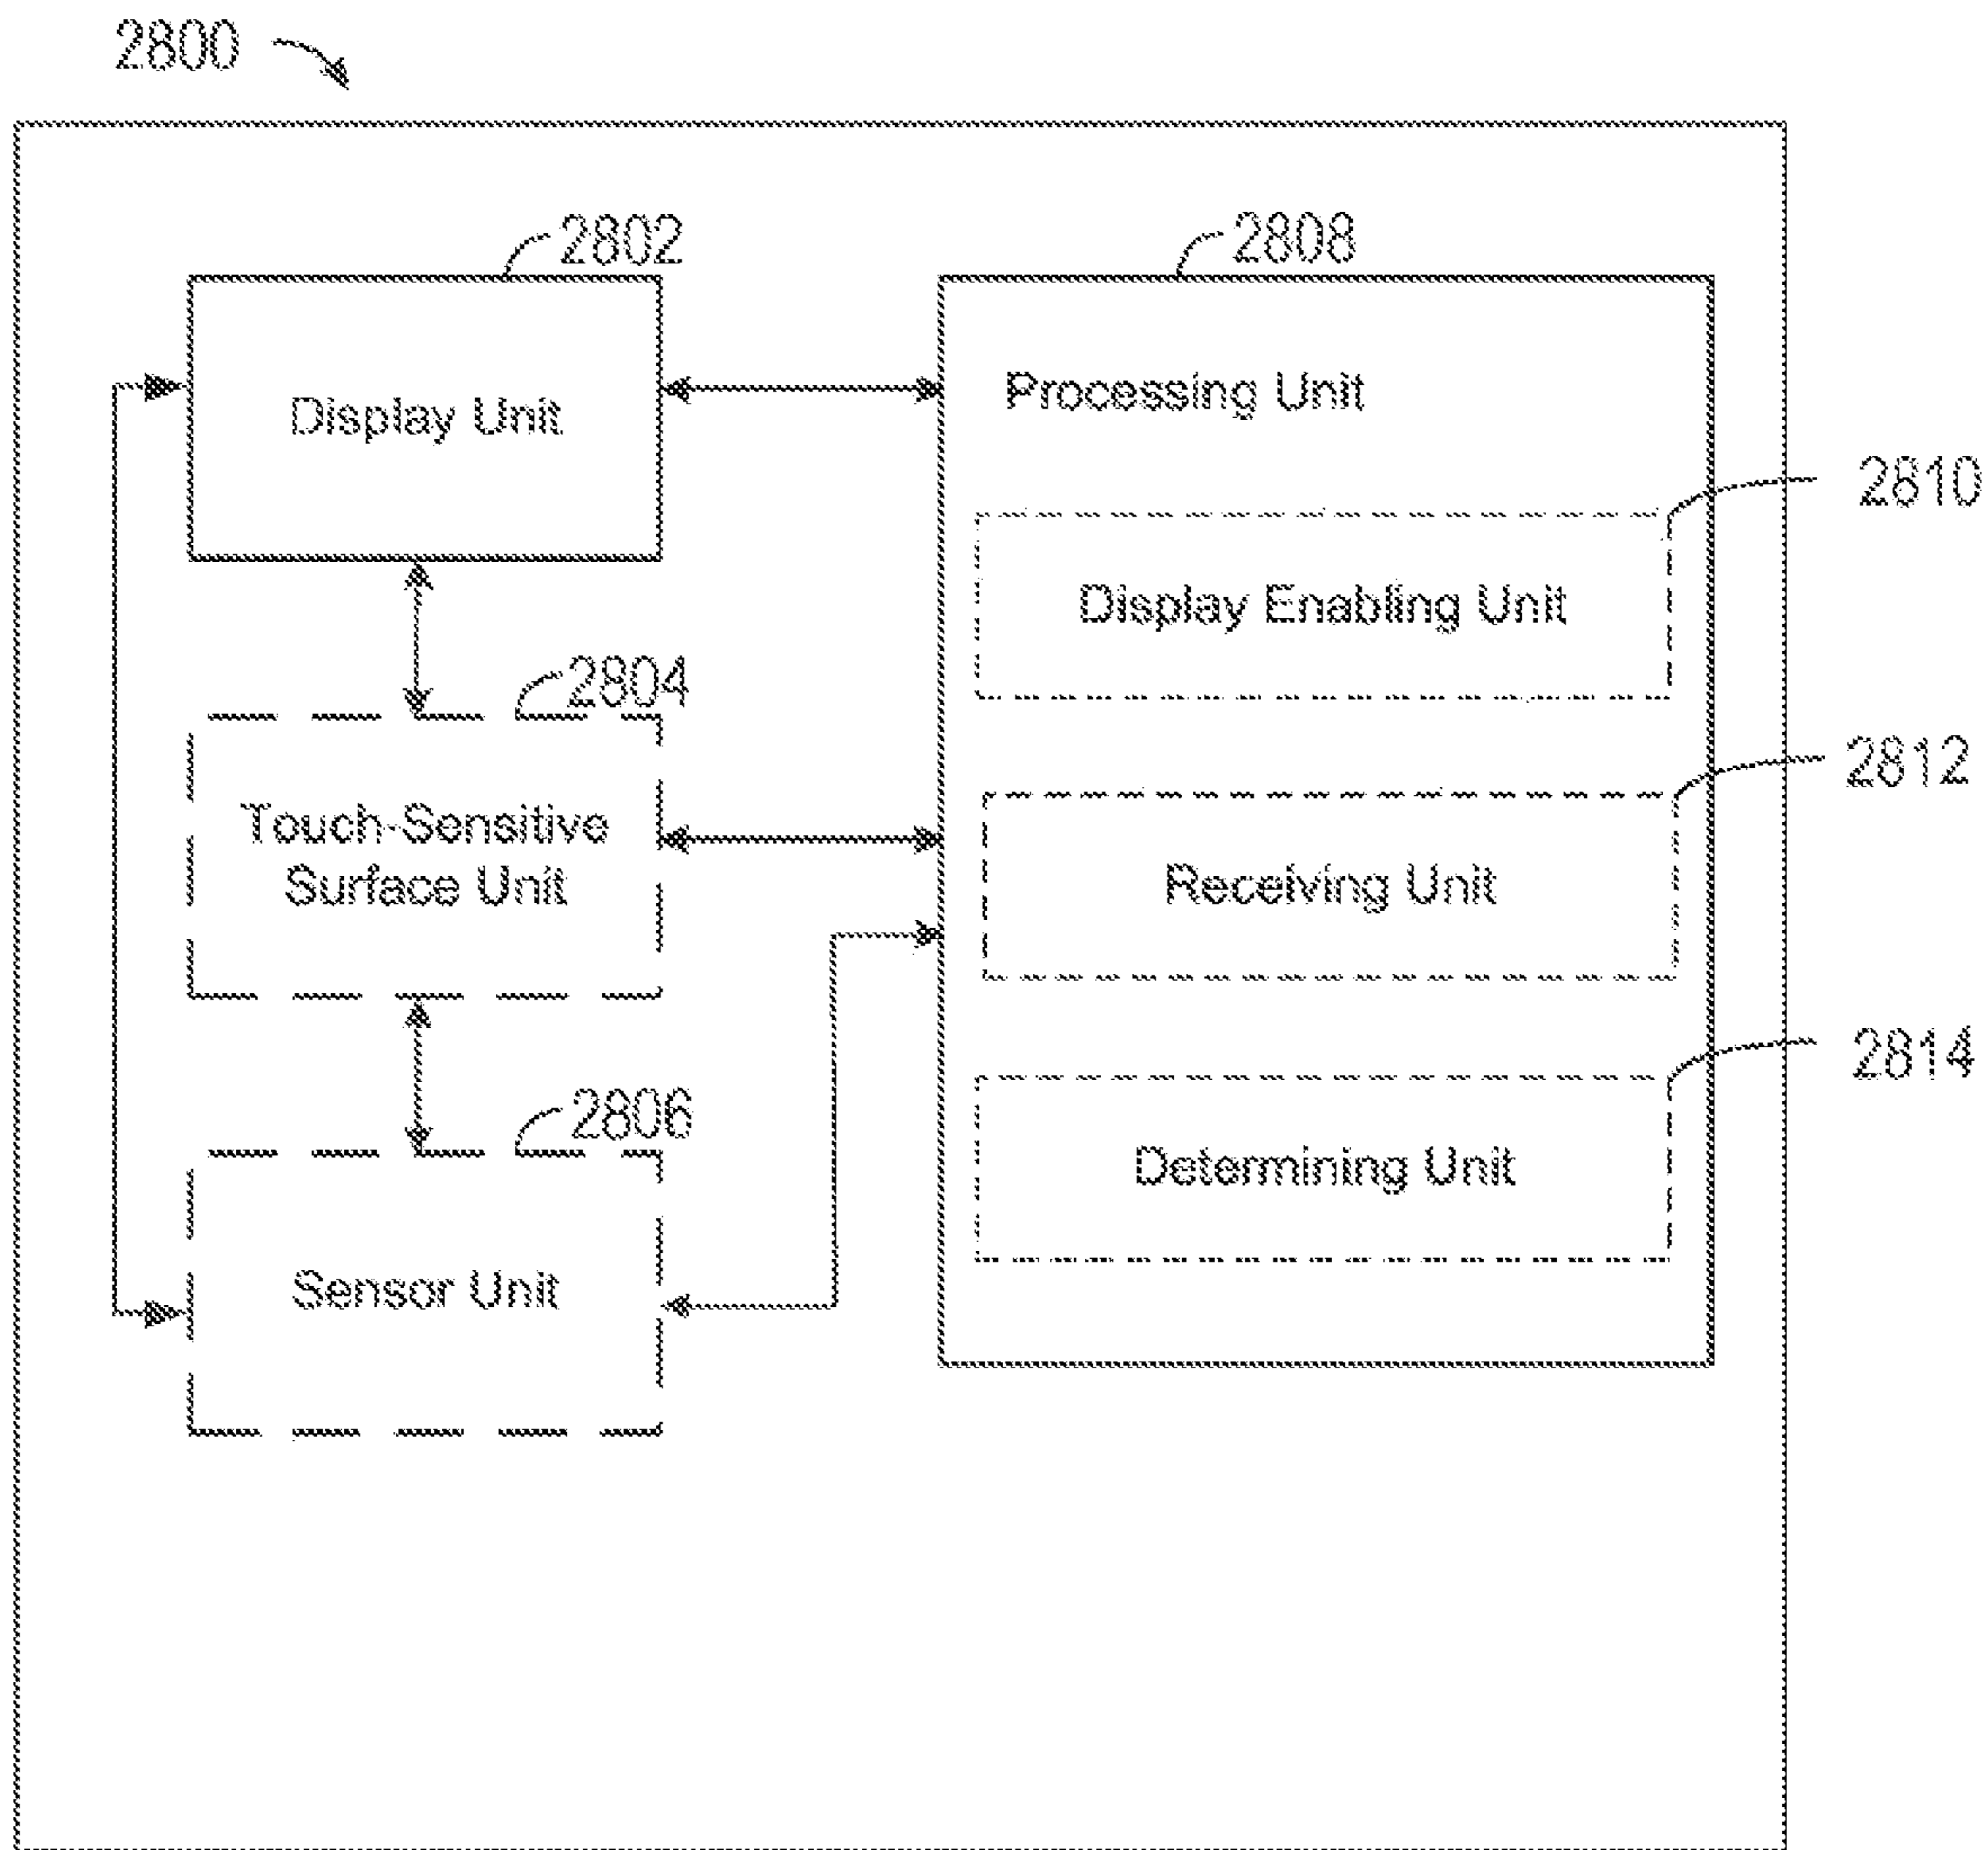 2800
2802
2808
Display Unit
Processing Unit
2810
Display Enabling Unit
2804
Touch-Sensitive
Surface Unit
2812
Receiving Unit
2806
2814
Sensor Unit
Determining Unit